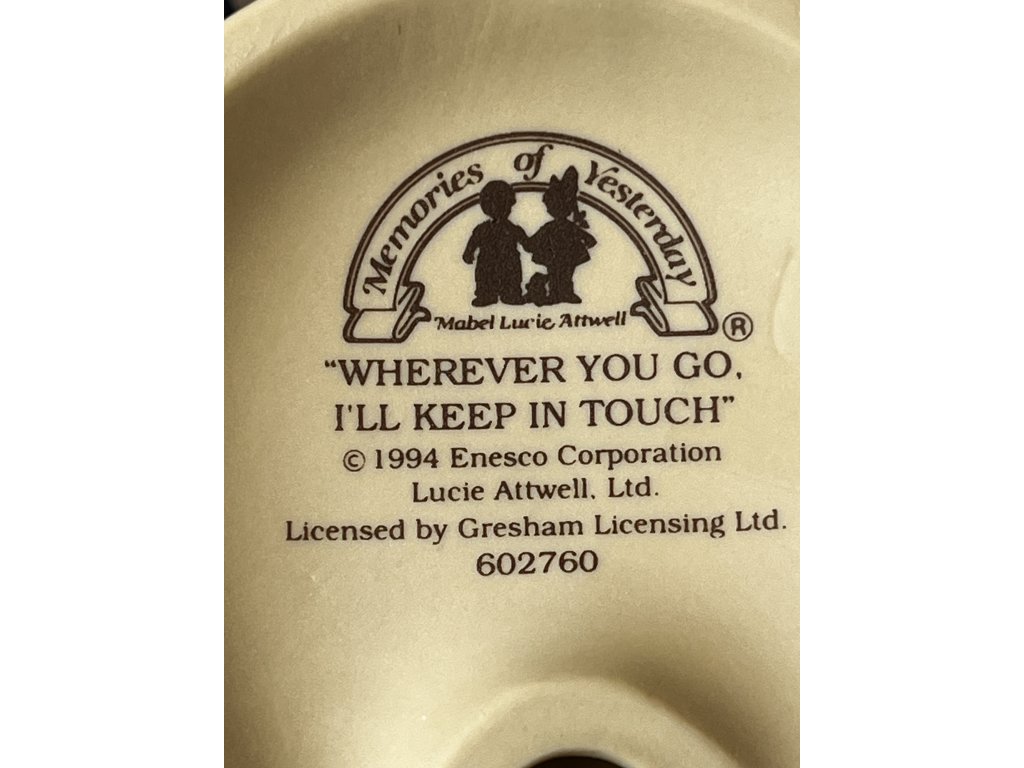 Memories of Yesterday
Mabel Lucie Attwell ®
“WHEREVER YOU GO,
I'LL KEEP IN TOUCH”
© 1994 Enesco Corporation
Lucie Attwell, Ltd.
Licensed by Gresham Licensing Ltd.
602760